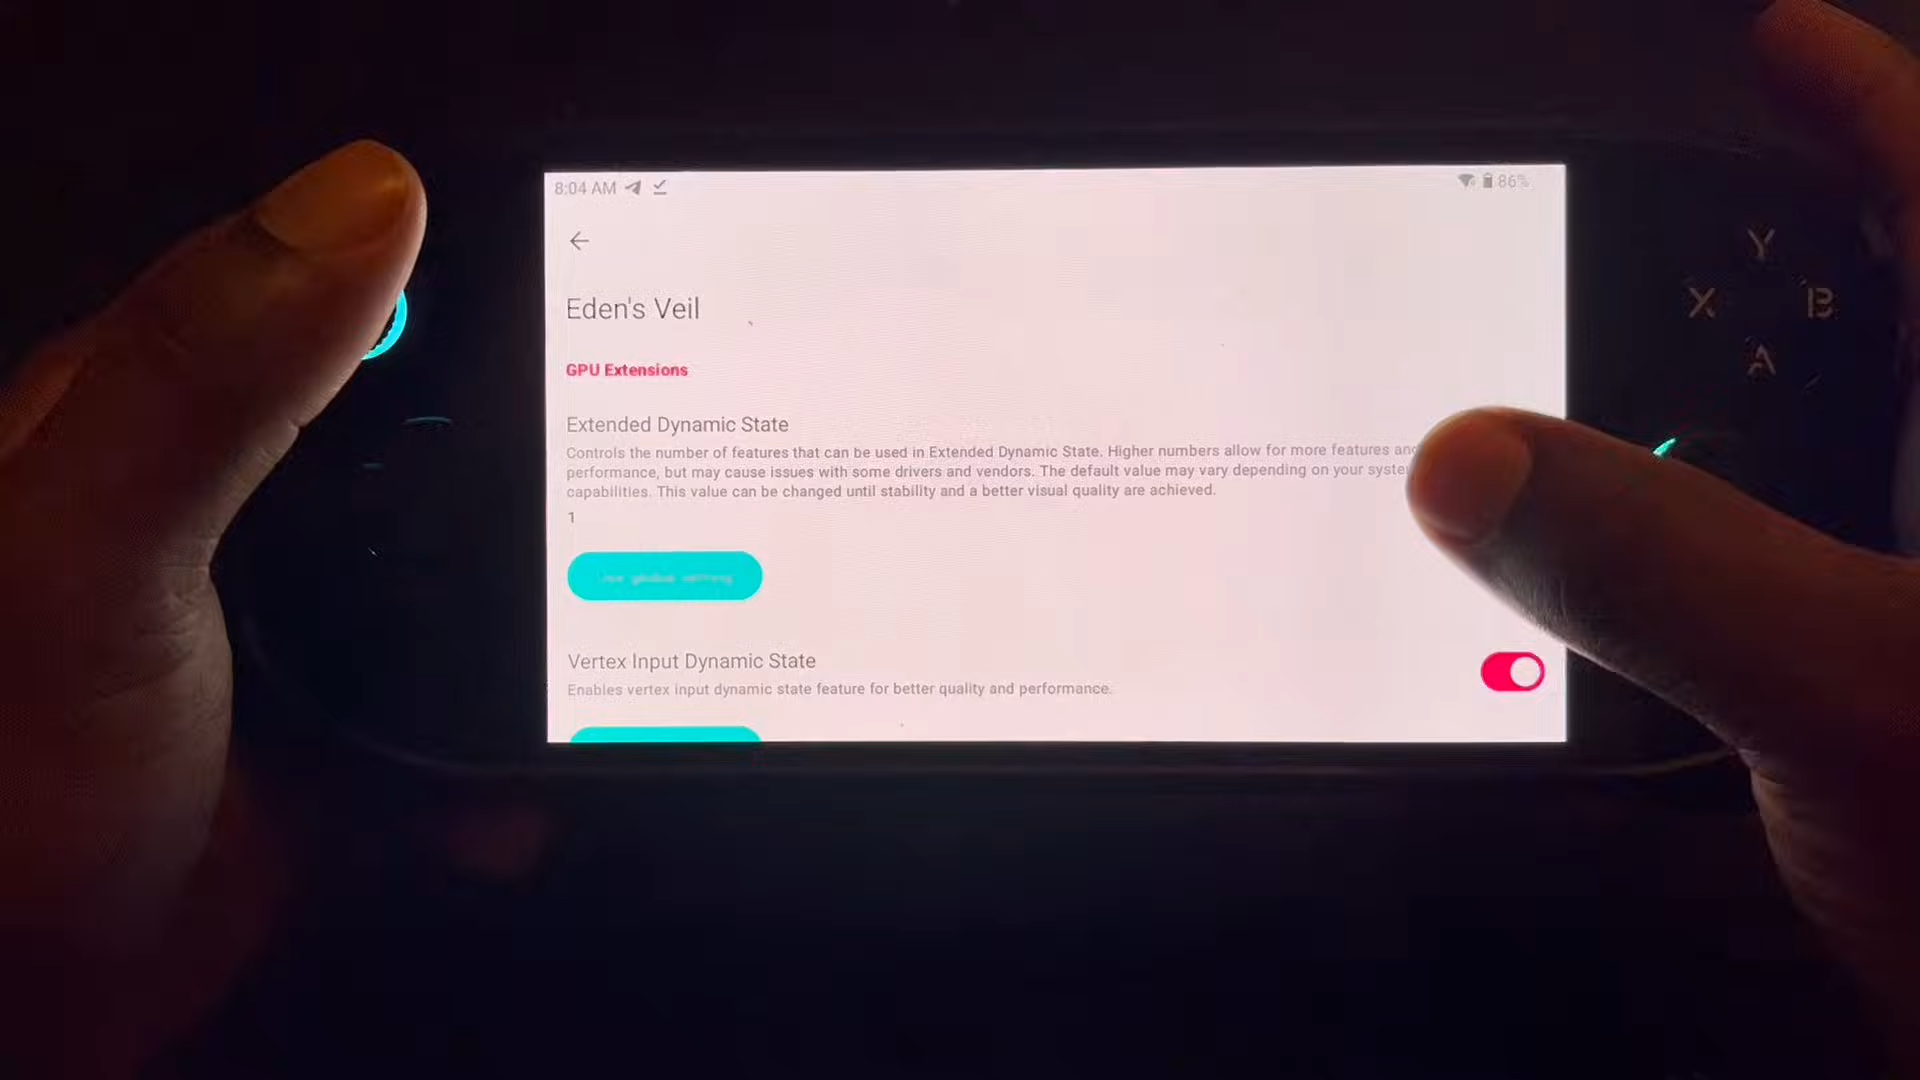 8:04 AM
86%
Eden's Veil
GPU Extensions
Extended Dynamic State
Controls the number of features that can be used in Extended Dynamic State. Higher numbers allow for more features and
performance, but may cause issues with some drivers and vendors. The default value may vary depending on your system
capabilities. This value can be changed until stability and a better visual quality are achieved.
1
Vertex Input Dynamic State
Enables vertex input dynamic state feature for better quality and performance.
Y
X
B
A